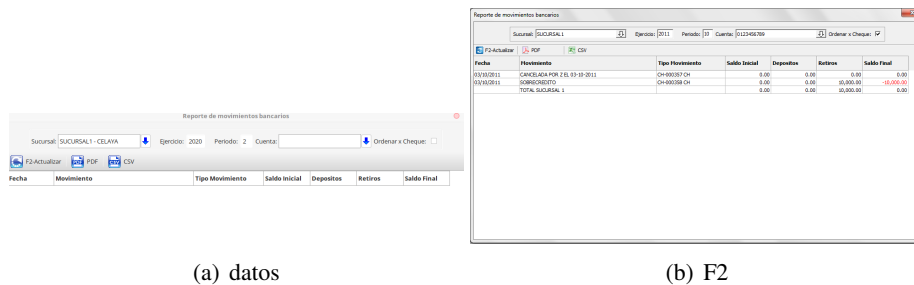 Reporte de movimientos bancarios
Sucursal: SUCURSAL1 - CELAYA Ejercicio: 2020 Periodo: 2 Cuenta: Ordenar x Cheque:
F2-Actualizar PDF CSV
Fecha Movimiento Tipo Movimiento Saldo Inicial Depositos Retiros Saldo Final
(a) datos
Reporte de movimientos bancarios
Sucursal: SUCURSAL1 Ejercicio: 2011 Periodo: 10 Cuenta: 0123456789 Ordenar x Cheque:
F2-Actualizar PDF CSV
Fecha Movimiento Tipo Movimiento Saldo Inicial Depositos Retiros Saldo Final
03/10/2011 CANCELADA POR Z EL 03-10-2011 CH-000357 CH 0.00 0.00 0.00 0.00
03/10/2011 SOBRECREDITO CH-000358 CH 0.00 0.00 10,000.00 -10,000.00
TOTAL SUCURSAL 1 0.00 0.00 10,000.00 0.00
(b) F2